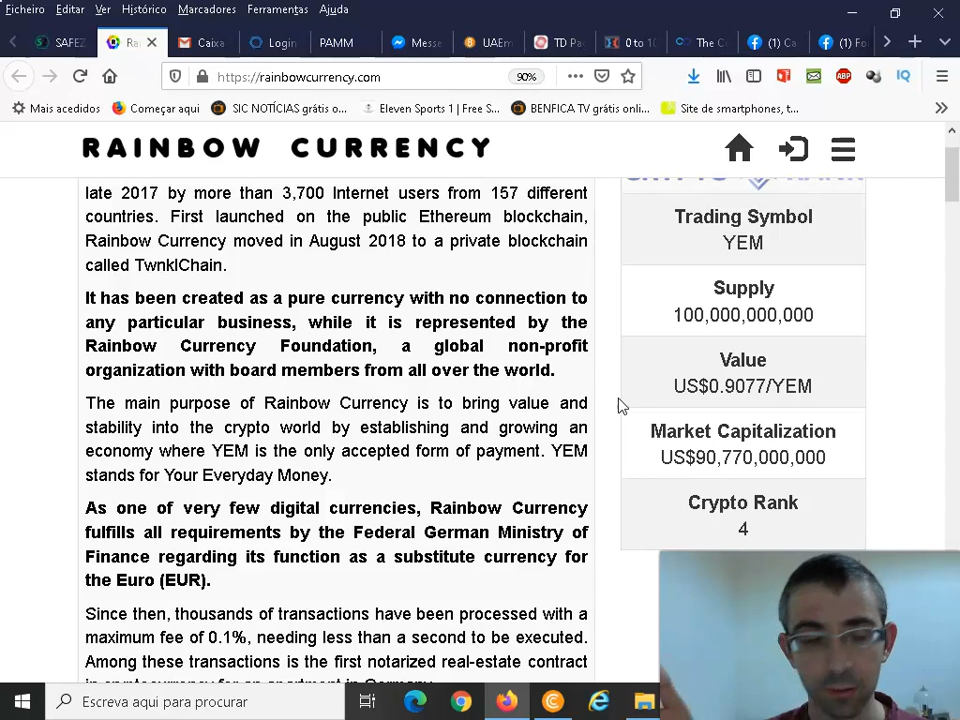 Ficheiro Editar Ver Histórico Marcadores Ferramentas Ajuda
SAFEZ Ra Caixa Login PAMM Messe UAEm TD Pa 0 to 10 The C (1) Ca (1) Fo
https://rainbowcurrency.com 90% ABP IQ
Mais acedidos Começar aqui SIC NOTÍCIAS grátis o... Eleven Sports 1 | Free S... BENFICA TV grátis onli... Site de smartphones, t...
RAINBOW CURRENCY
late 2017 by more than 3,700 Internet users from 157 different
countries. First launched on the public Ethereum blockchain,
Rainbow Currency moved in August 2018 to a private blockchain
called TwnklChain.
It has been created as a pure currency with no connection to
any particular business, while it is represented by the
Rainbow Currency Foundation, a global non-profit
organization with board members from all over the world.
The main purpose of Rainbow Currency is to bring value and
stability into the crypto world by establishing and growing an
economy where YEM is the only accepted form of payment. YEM
stands for Your Everyday Money.
As one of very few digital currencies, Rainbow Currency
fulfills all requirements by the Federal German Ministry of
Finance regarding its function as a substitute currency for
the Euro (EUR).
Since then, thousands of transactions have been processed with a
maximum fee of 0.1%, needing less than a second to be executed.
Among these transactions is the first notarized real-estate contract
Trading Symbol
YEM
Supply
100,000,000,000
Value
US$0.9077/YEM
Market Capitalization
US$90,770,000,000
Crypto Rank
4
Escreva aqui para procurar